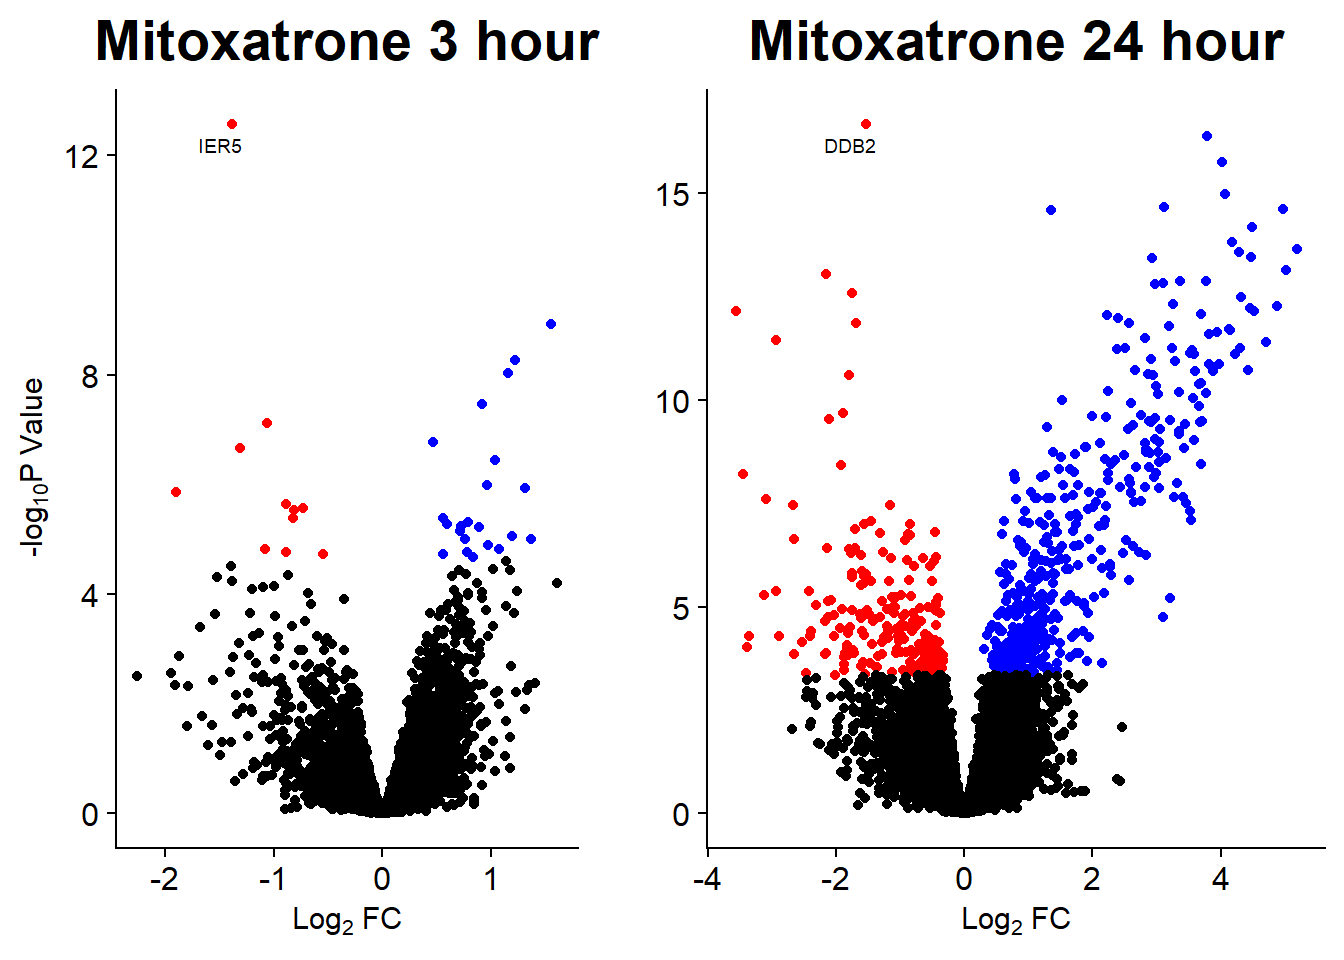 Mitoxatrone 3 hour
IER5
12
8
4
0
-log₁₀P Value
-2 -1 0 1
Log₂ FC
Mitoxatrone 24 hour
DDB2
15
10
5
0
-4 -2 0 2 4
Log₂ FC